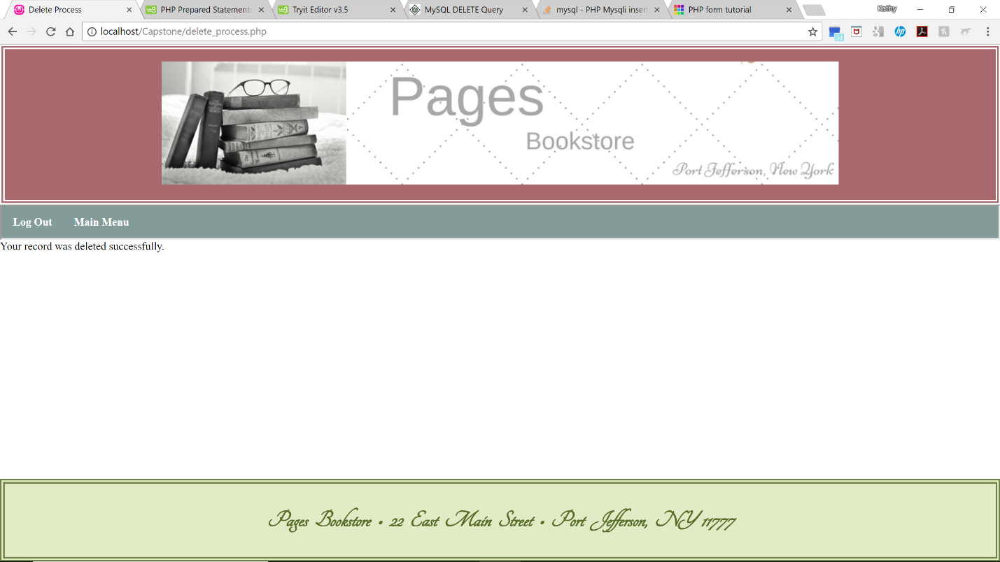 Delete Process
PHP Prepared Statement
Tryit Editor v3.5
MySQL DELETE Query
mysql - PHP Mysqli insert
PHP form tutorial
Kathy
localhost/Capstone/delete_process.php
Pages
Bookstore
Port Jefferson, New York
Log Out Main Menu
Your record was deleted successfully.
Pages Bookstore • 22 East Main Street • Port Jefferson, NY 11777